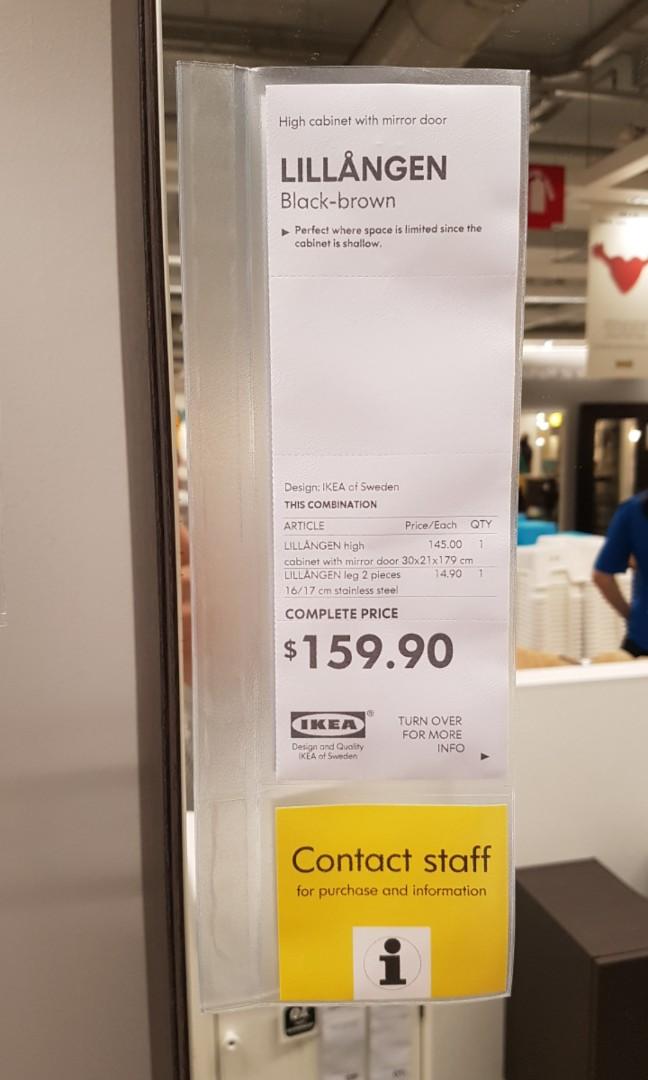 High cabinet with mirror door
LILLÅNGEN
Black-brown
▶ Perfect where space is limited since the
cabinet is shallow.
Design: IKEA of Sweden
THIS COMBINATION
ARTICLE Price/Each QTY
LILLÅNGEN high 145.00 1
cabinet with mirror door 30x21x179 cm
LILLÅNGEN leg 2 pieces 14.90 1
16/17 cm stainless steel
COMPLETE PRICE
$159.90
IKEA®
Design and Quality
IKEA of Sweden
TURN OVER
FOR MORE
INFO ▶
Contact staff
for purchase and information
i